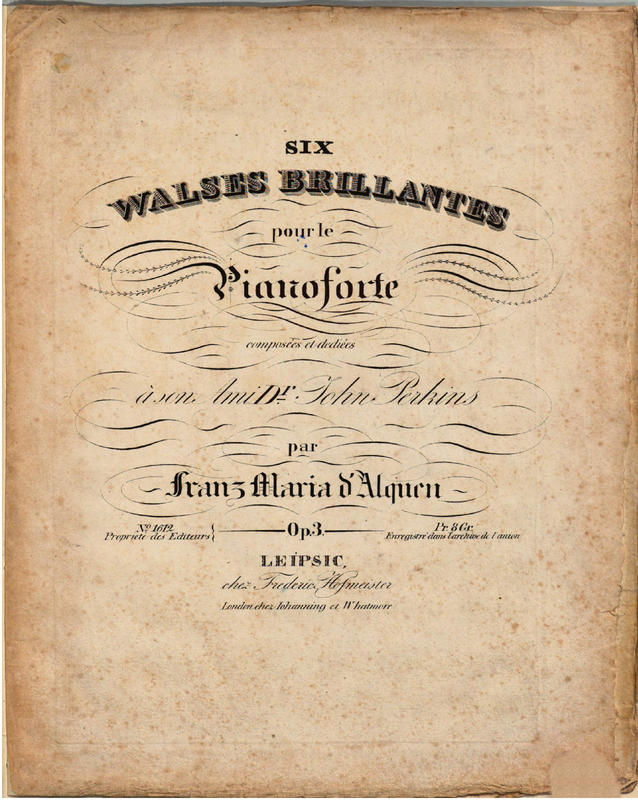 SIX
WALSES BRILLANTES
pour le
Pianoforte
composées et dediées
à son Ami Dr. John Perkins
par
Franz Maria d'Alquen
No. 1612.
Propriété des Editeurs
Op. 3.
Pr. 8 Gr.
Enregistré dans l'archive de l'union
LEIPSIC,
chez Frederic Hofmeister
London chez Johanning et Whatmore